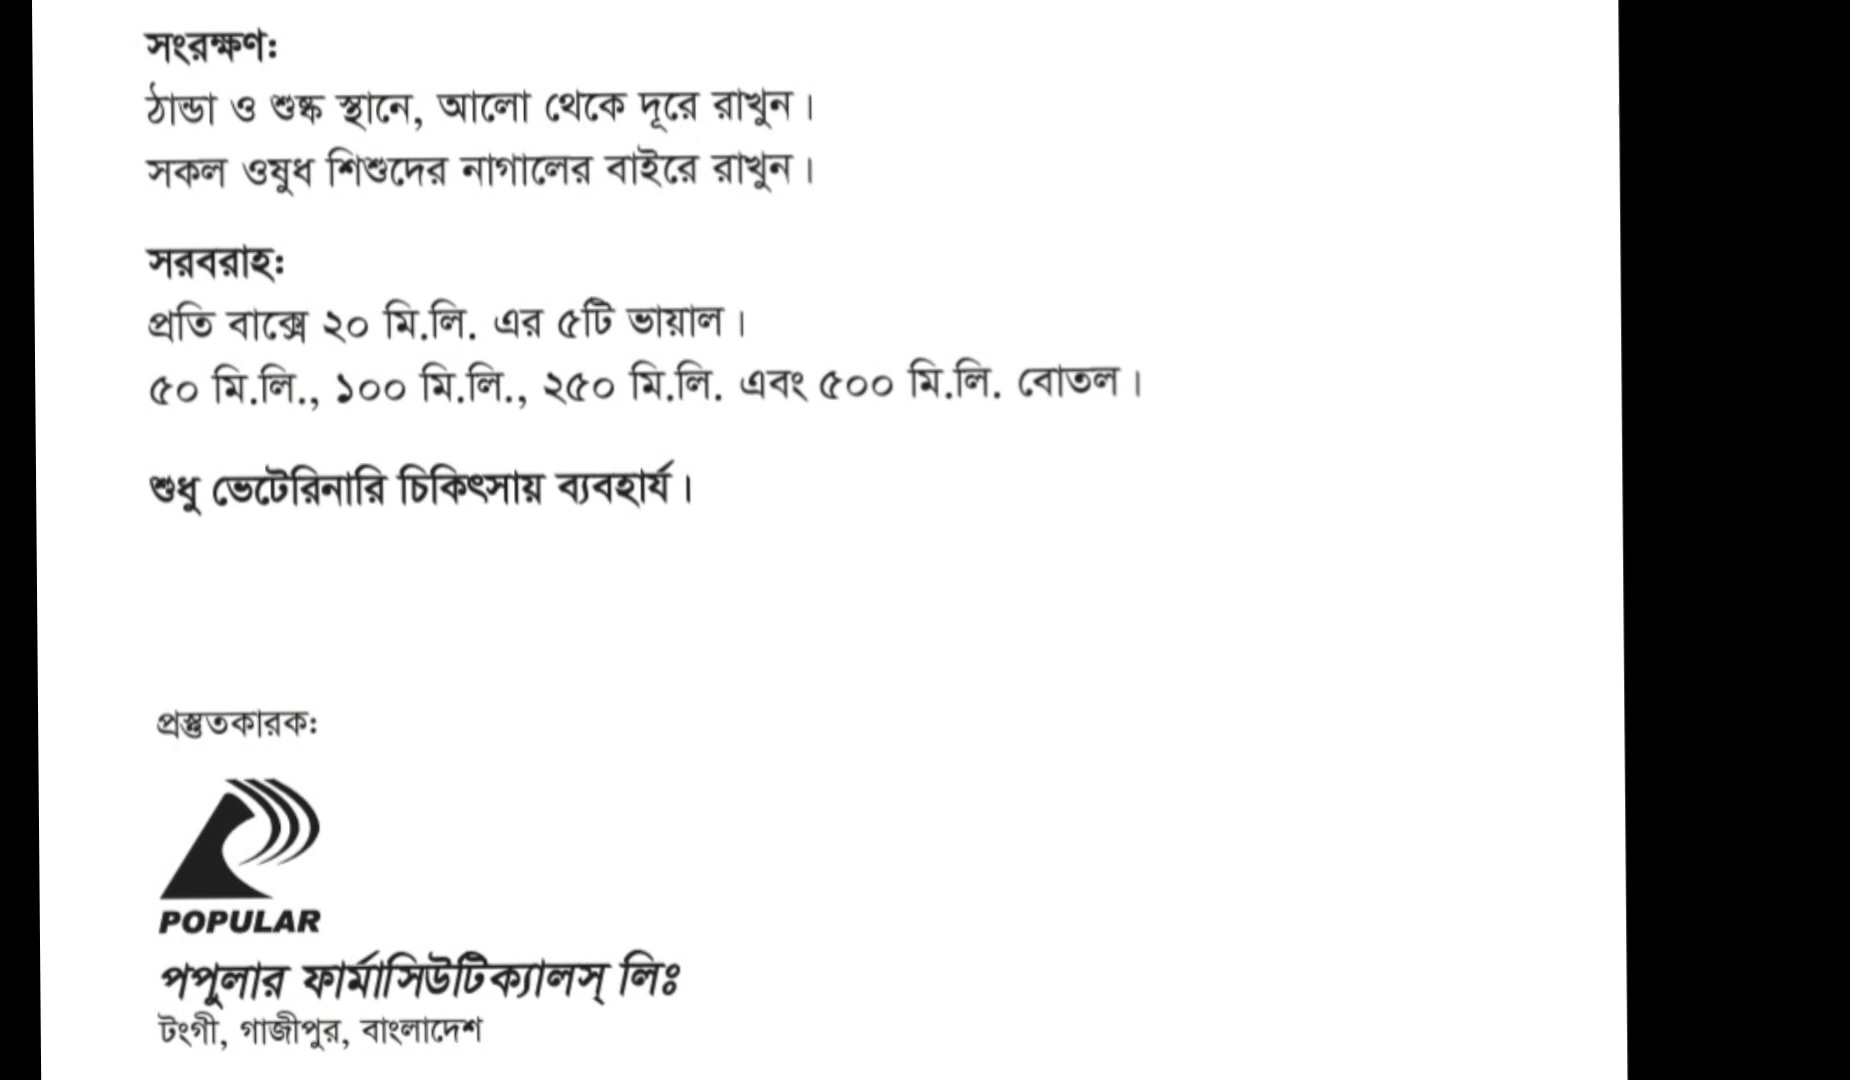 সংরক্ষণঃ
ঠান্ডা ও শুষ্ক স্থানে, আলো থেকে দূরে রাখুন।
সকল ওষুধ শিশুদের নাগালের বাইরে রাখুন।
সরবরাহঃ
প্রতি বাক্সে ২০ মি.লি. এর ৫টি ভায়াল।
৫০ মি.লি., ১০০ মি.লি., ২৫০ মি.লি. এবং ৫০০ মি.লি. বোতল।
শুধু ভেটেরিনারি চিকিৎসায় ব্যবহার্য।
প্রস্তুতকারক:
POPULAR
পপুলার ফার্মাসিউটিক্যালস্ লিঃ
টংগী, গাজীপুর, বাংলাদেশ